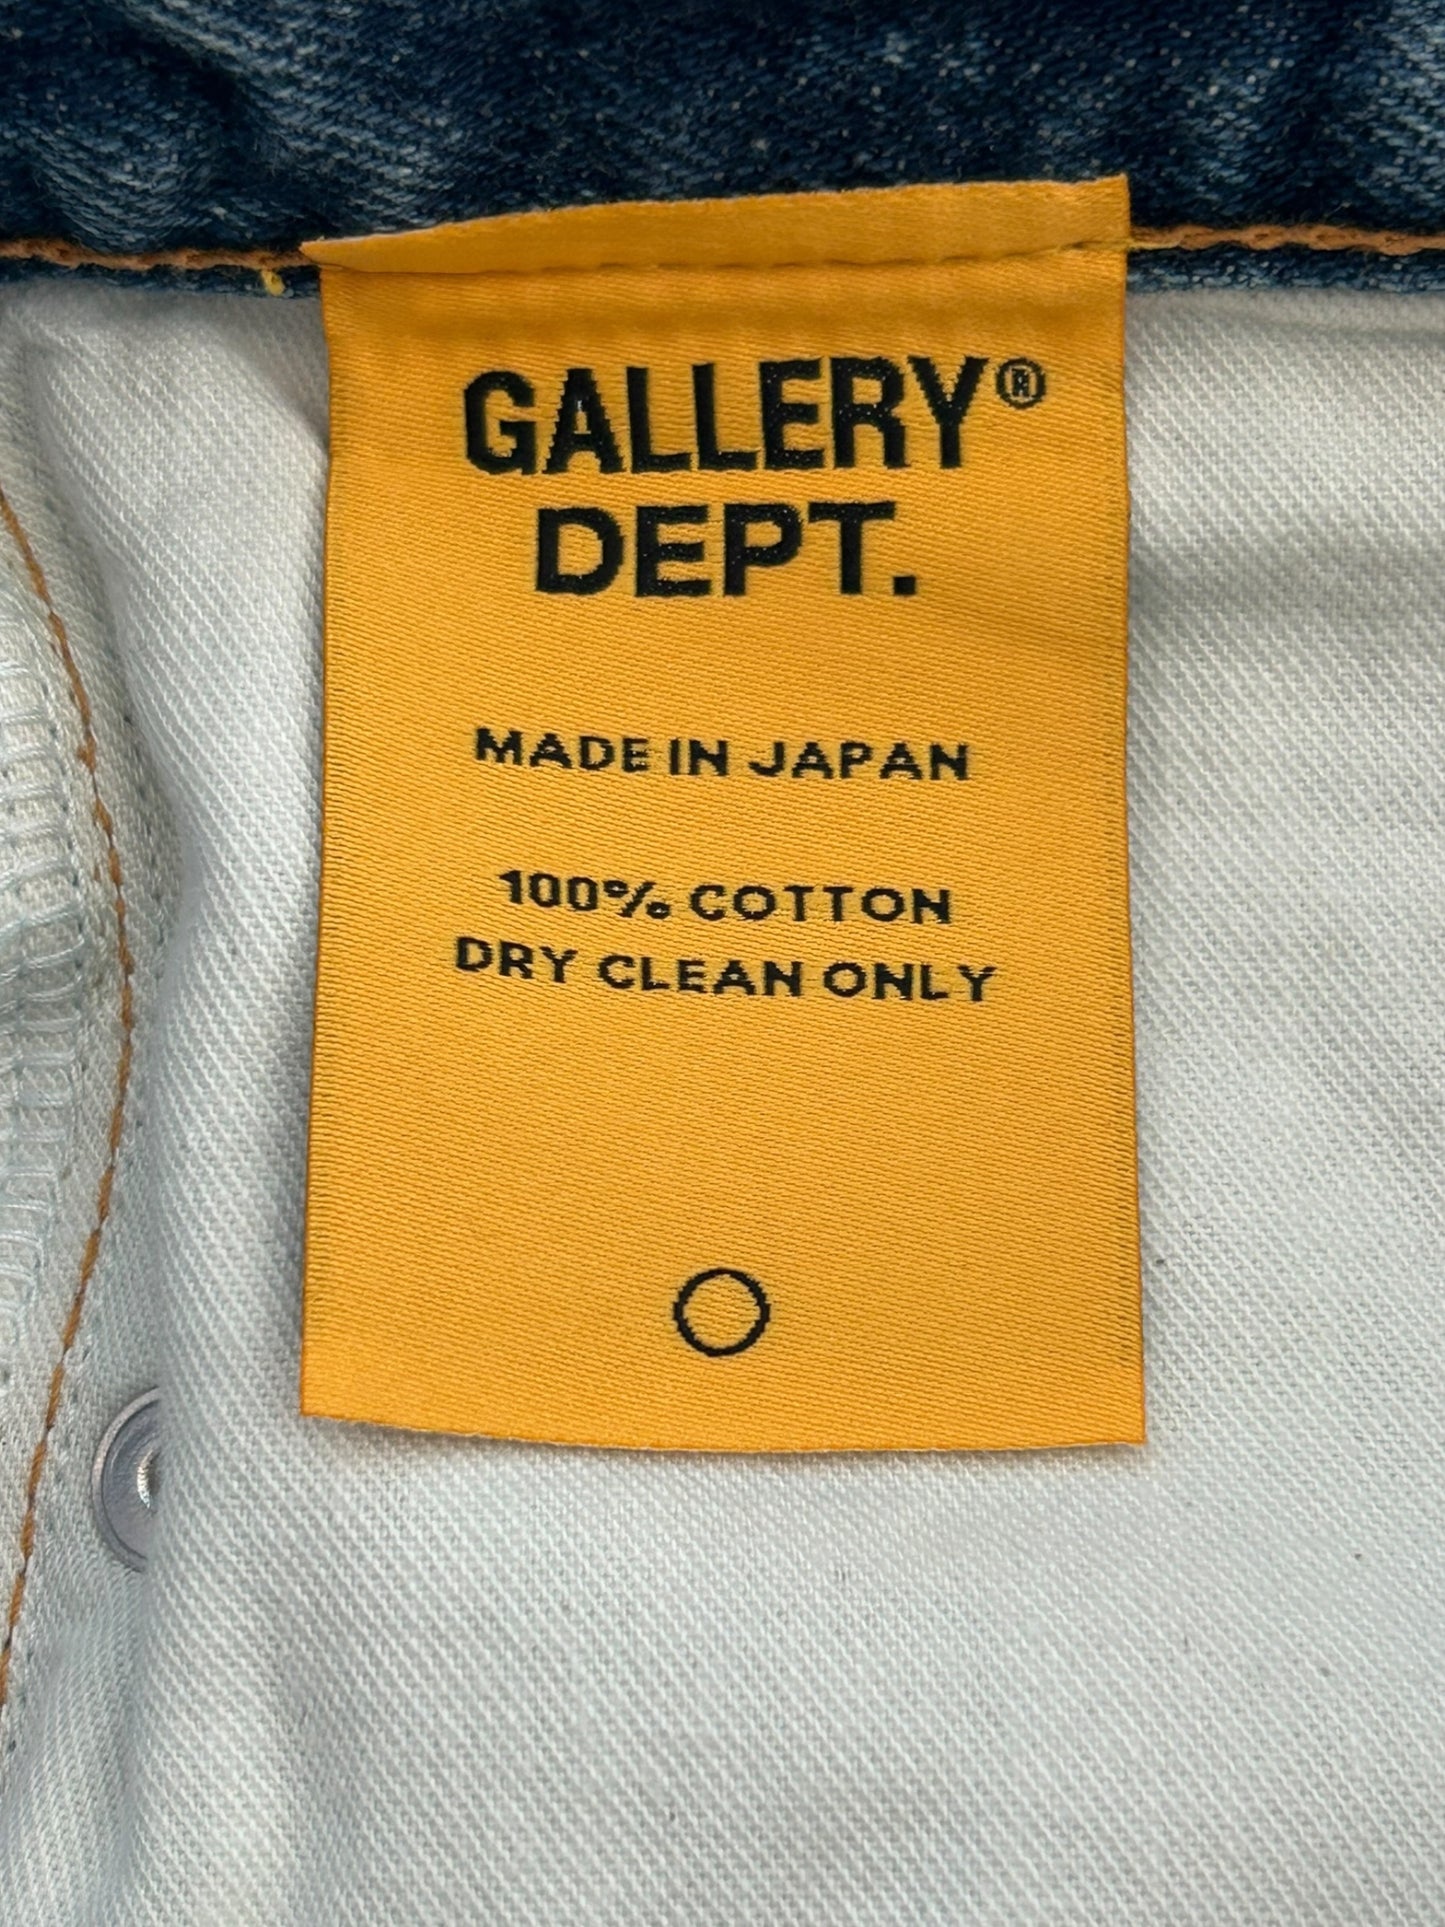 GALLERY®
DEPT.
MADE IN JAPAN
100% COTTON
DRY CLEAN ONLY